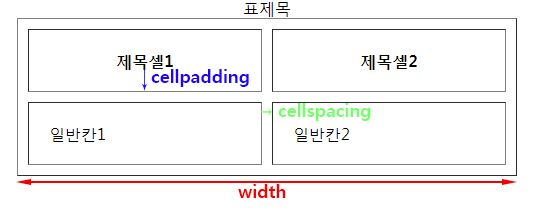 표제목
제목셀1 제목셀2
cellpadding
cellspacing
일반칸1 일반칸2
width